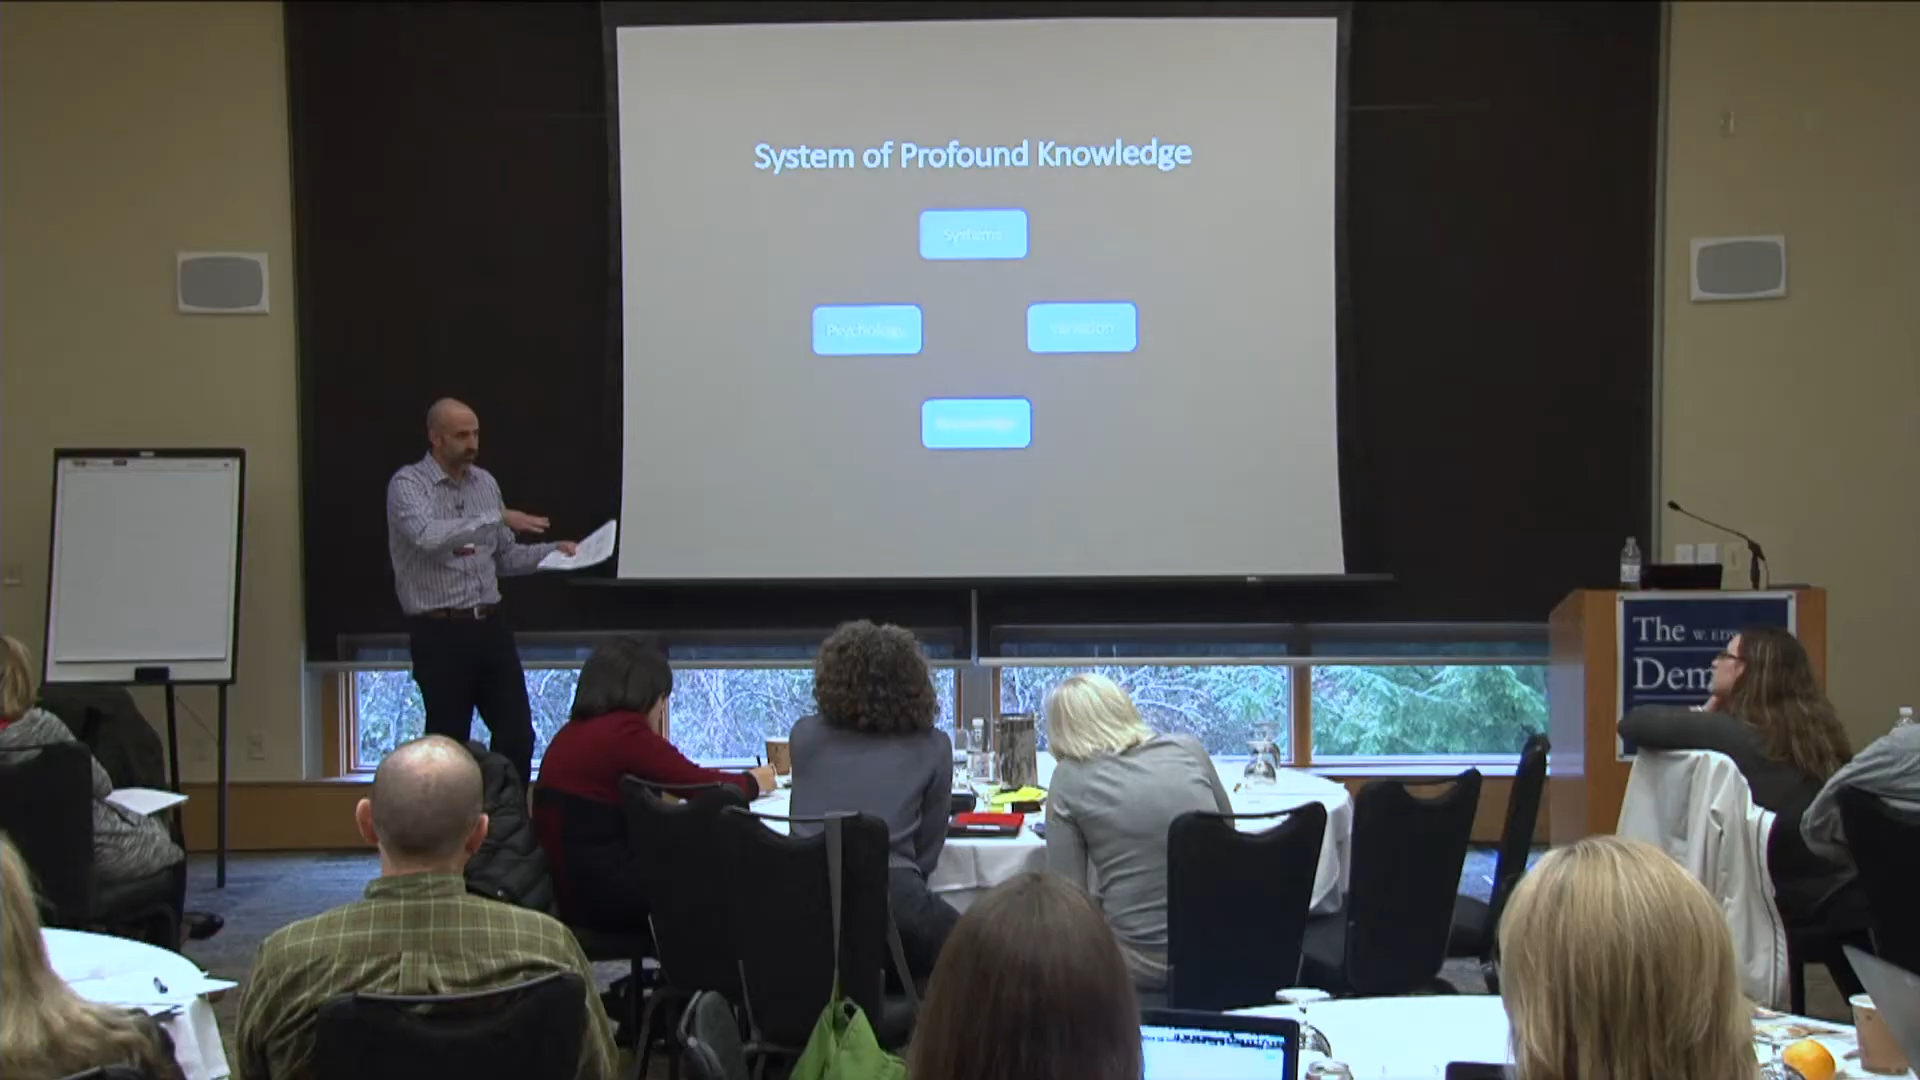 System of Profound Knowledge
Systems
Psychology
Variation
The W. EDW
Dem